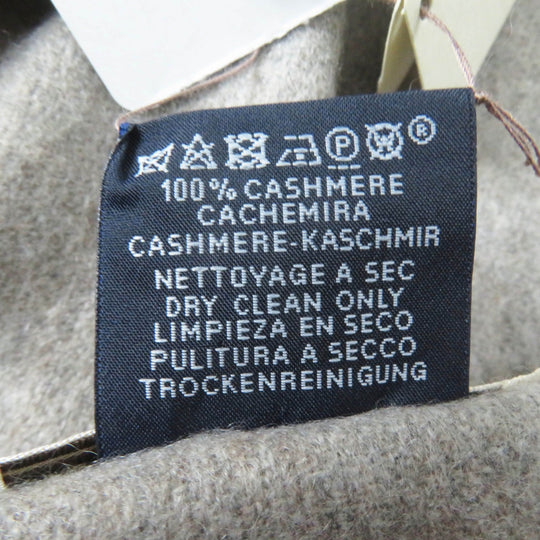 P W ®
100% CASHMERE
CACHEMIRA
CASHMERE-KASCHMIR
NETTOYAGE A SEC
DRY CLEAN ONLY
LIMPIEZA EN SECO
PULITURA A SECCO
TROCKENREINIGUNG